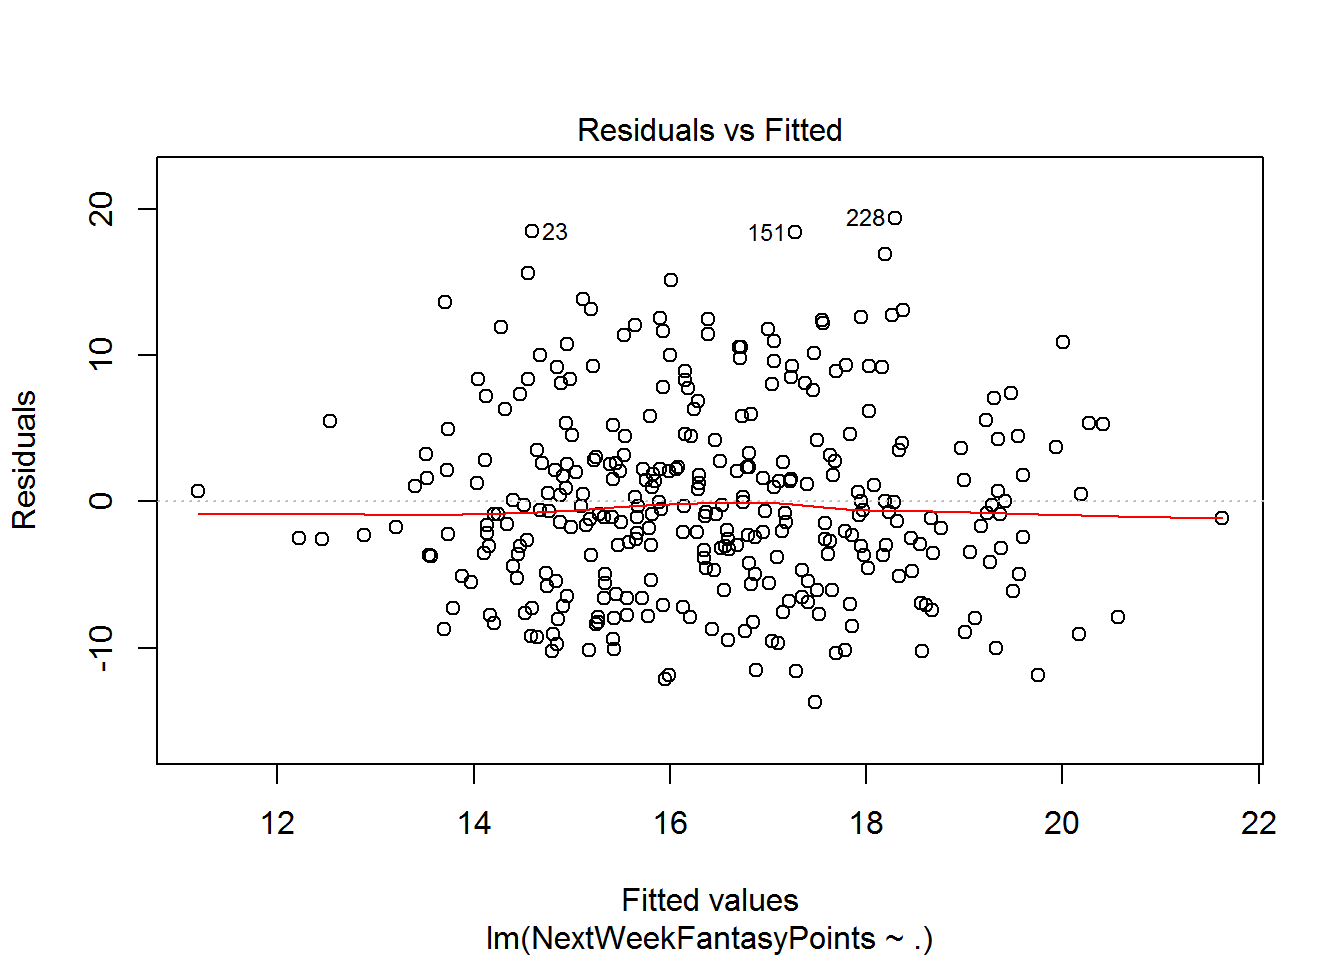 Residuals vs Fitted
Residuals
20
10
0
-10
23
151
228
12 14 16 18 20 22
Fitted values
lm(NextWeekFantasyPoints ~ .)